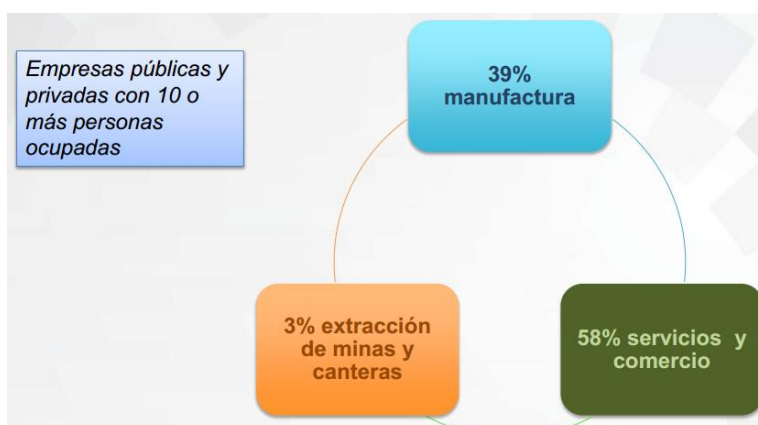 Empresas públicas y
privadas con 10 o
más personas
ocupadas
39%
manufactura
3% extracción
de minas y
canteras
58% servicios y
comercio